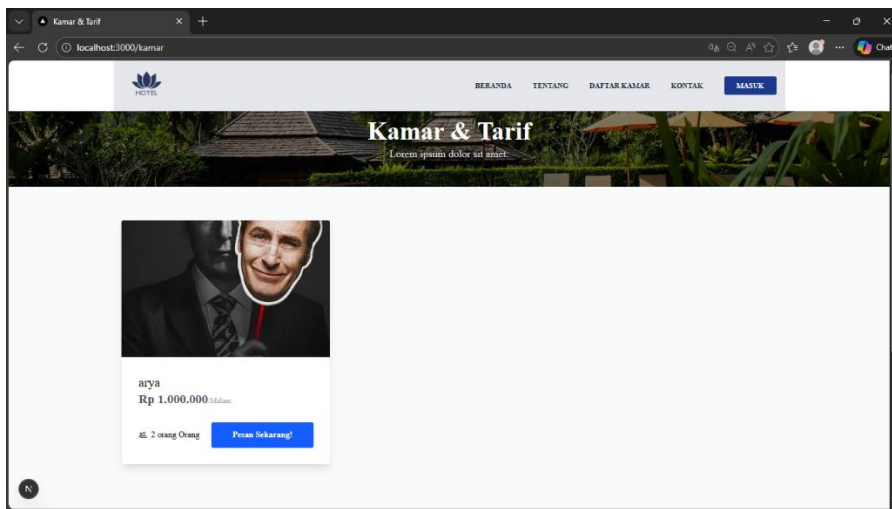 Kamar & Tarif
localhost:3000/kamar
Chat
HOTEL
BERANDA TENTANG DAFTAR KAMAR KONTAK MASUK
Kamar & Tarif
Lorem ipsum dolor sit amet
arya
Rp 1.000.000/Malam
2 orang Orang Pesan Sekarang!
N